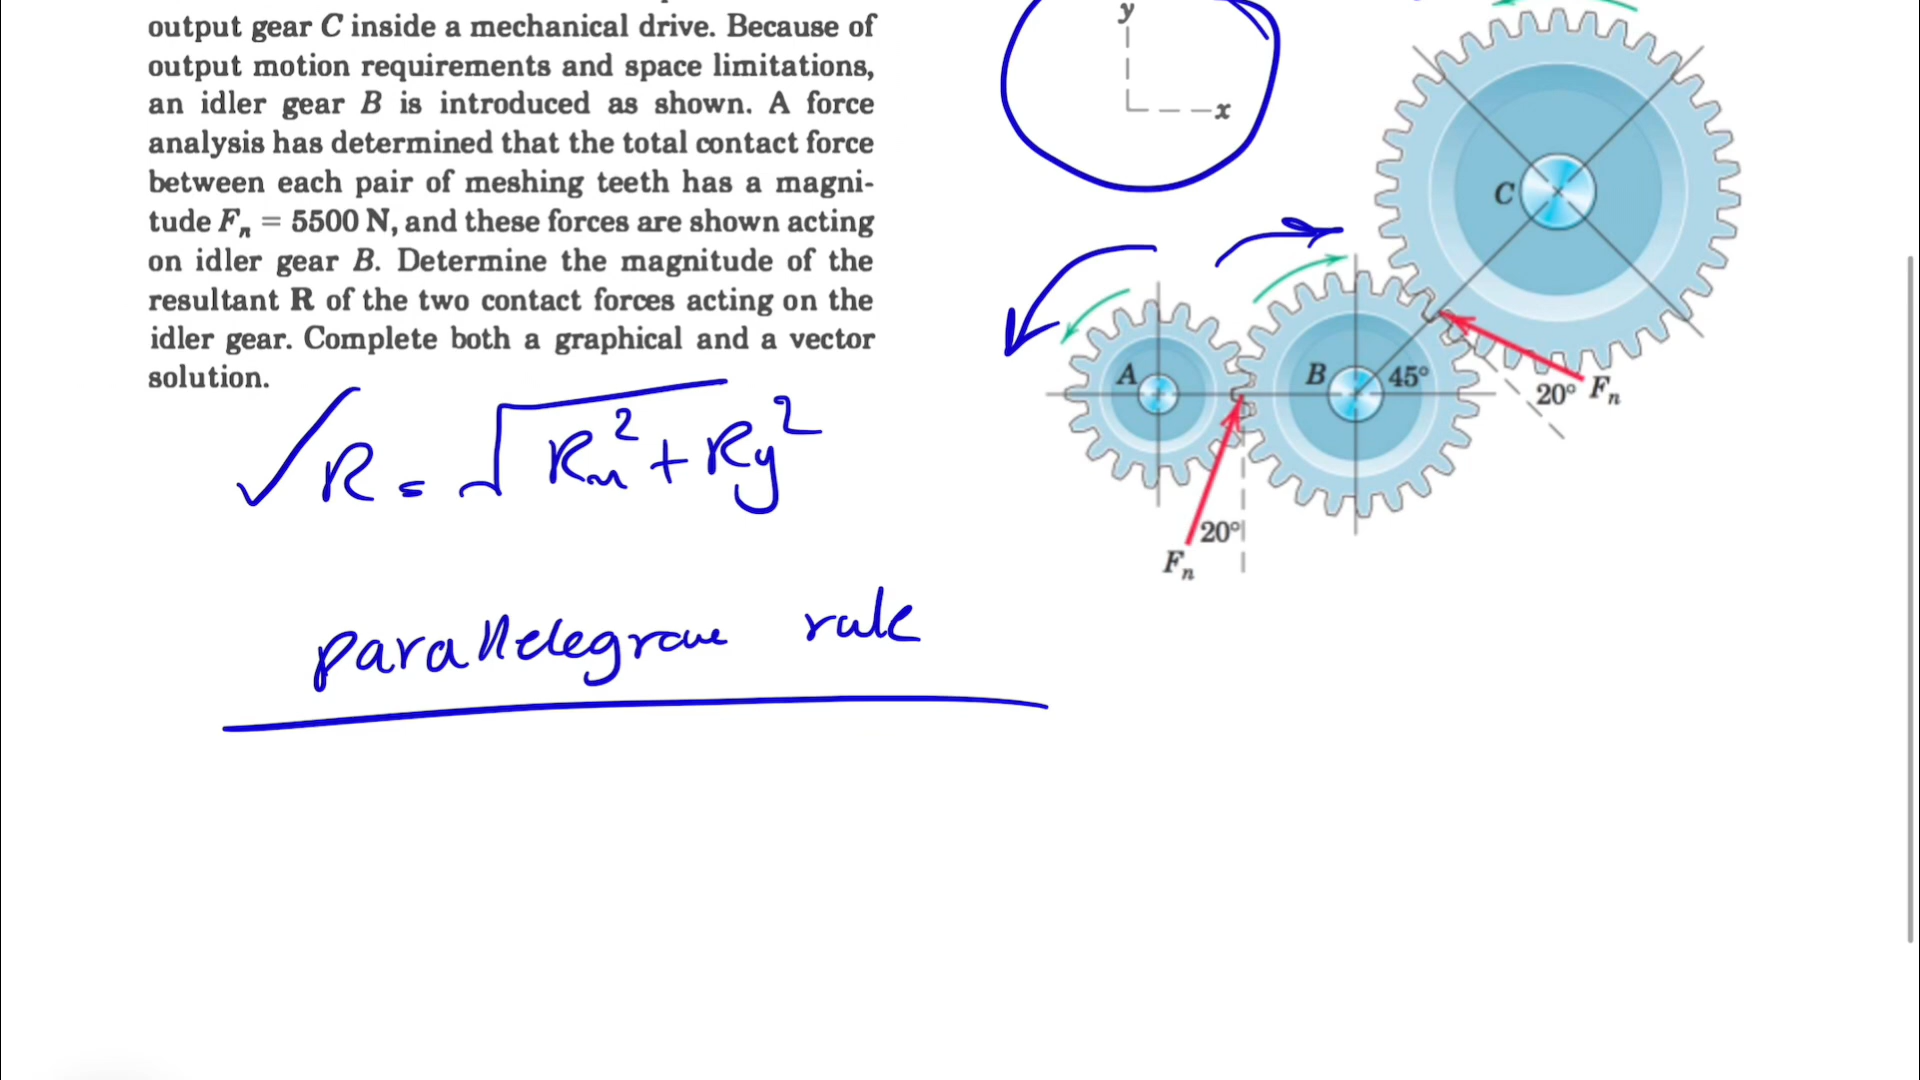 output gear C inside a mechanical drive. Because of
output motion requirements and space limitations,
an idler gear B is introduced as shown. A force
analysis has determined that the total contact force
between each pair of meshing teeth has a magni-
tude Fn = 5500 N, and these forces are shown acting
on idler gear B. Determine the magnitude of the
resultant R of the two contact forces acting on the
idler gear. Complete both a graphical and a vector
solution.
y
x
C
A
B
45°
20° Fn
20°
Fn
R = √Rx² + Ry²
rule